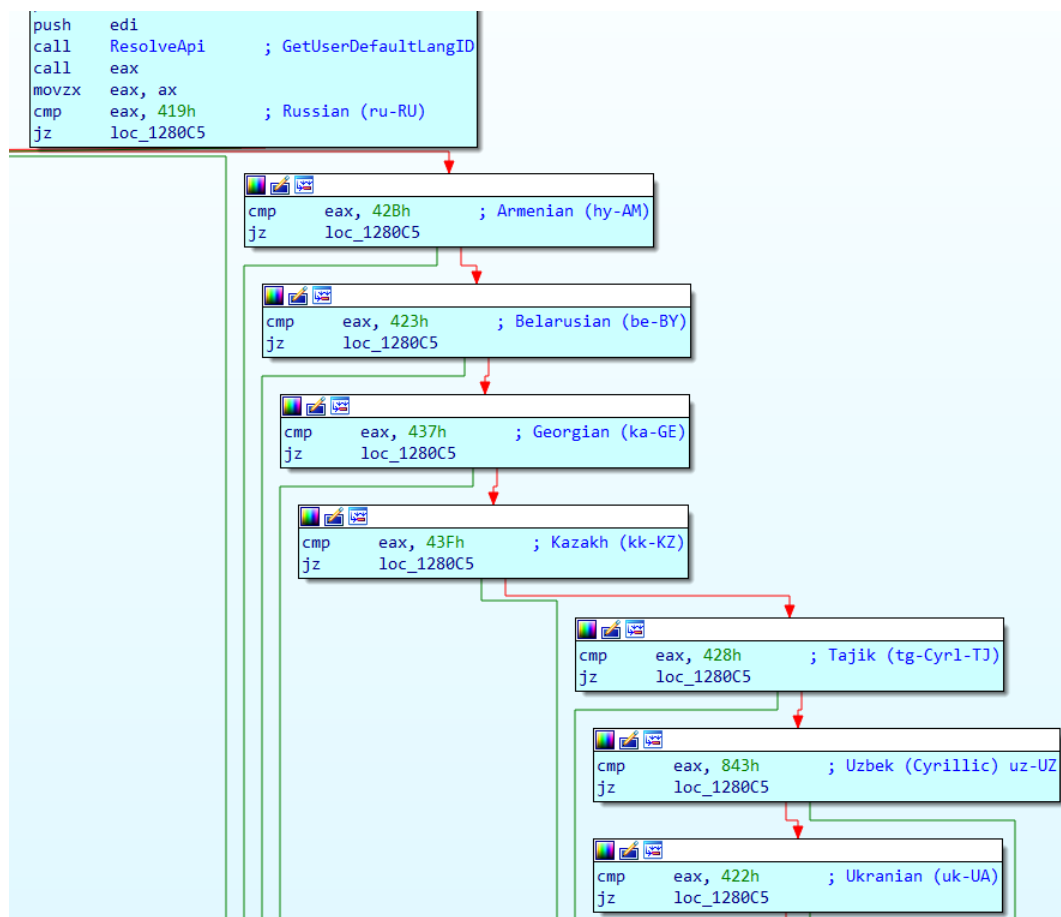 push edi
call ResolveApi ; GetUserDefaultLangID
call eax
movzx eax, ax
cmp eax, 419h ; Russian (ru-RU)
jz loc_1280C5
cmp eax, 42Bh ; Armenian (hy-AM)
jz loc_1280C5
cmp eax, 423h ; Belarusian (be-BY)
jz loc_1280C5
cmp eax, 437h ; Georgian (ka-GE)
jz loc_1280C5
cmp eax, 43Fh ; Kazakh (kk-KZ)
jz loc_1280C5
cmp eax, 428h ; Tajik (tg-Cyrl-TJ)
jz loc_1280C5
cmp eax, 843h ; Uzbek (Cyrillic) uz-UZ
jz loc_1280C5
cmp eax, 422h ; Ukranian (uk-UA)
jz loc_1280C5